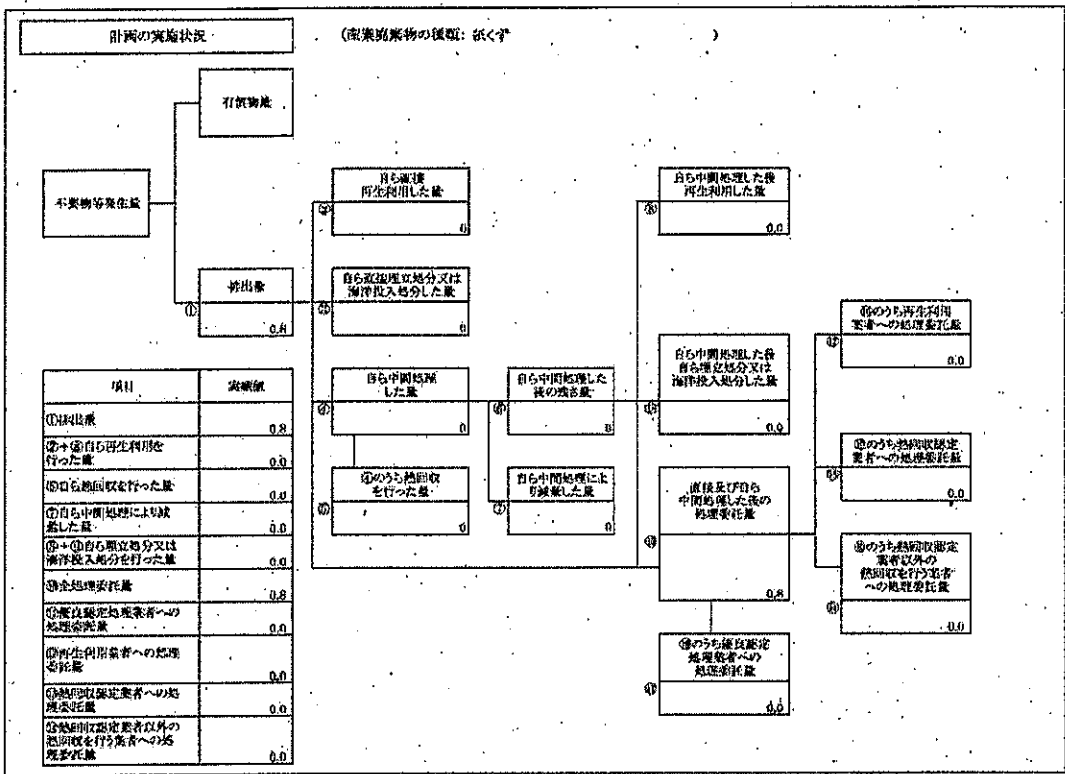 計画の実施状況
(産業廃棄物の種類: 紙くず )
有償物量
不要物等発生量
排出量
①
0.8
自ら直接
再生利用した量
②
0
自ら直接埋立処分又は
海洋投入処分した量
③
0
自ら中間処理
した量
④
0
④のうち熱回収
を行った量
⑤
0
自ら中間処理した
後の残さ量
⑥
0
自ら中間処理によ
り減量した量
⑦
0
自ら中間処理した後
再生利用した量
⑧
0.0
自ら中間処理した後
自ら埋立処分又は
海洋投入処分した量
0.0
直接及び自ら
中間処理した後の
処理委託量
⑩
0.8
⑩のうち優良認定
処理業者への
処理委託量
⑪
0.0
⑩のうち再生利用
業者への処理委託量
⑫
0.0
⑩のうち熱回収認定
業者への処理委託量
0.0
⑩のうち熱回収認定
業者以外の
熱回収を行う業者
への処理委託量
0.0
項目 実績値
①排出量 0.8
②+⑧自ら再生利用を
行った量 0.0
⑤自ら熱回収を行った量 0.0
⑦自ら中間処理により減
量した量 0.0
③+⑨自ら埋立処分又は
海洋投入処分を行った量 0.0
⑩全処理委託量 0.8
⑪優良認定処理業者への
処理委託量 0.0
⑫再生利用業者への処理
委託量 0.0
⑬熱回収認定業者への処
理委託量 0.0
⑭熱回収認定業者以外の
熱回収を行う業者への処
理委託量 0.0